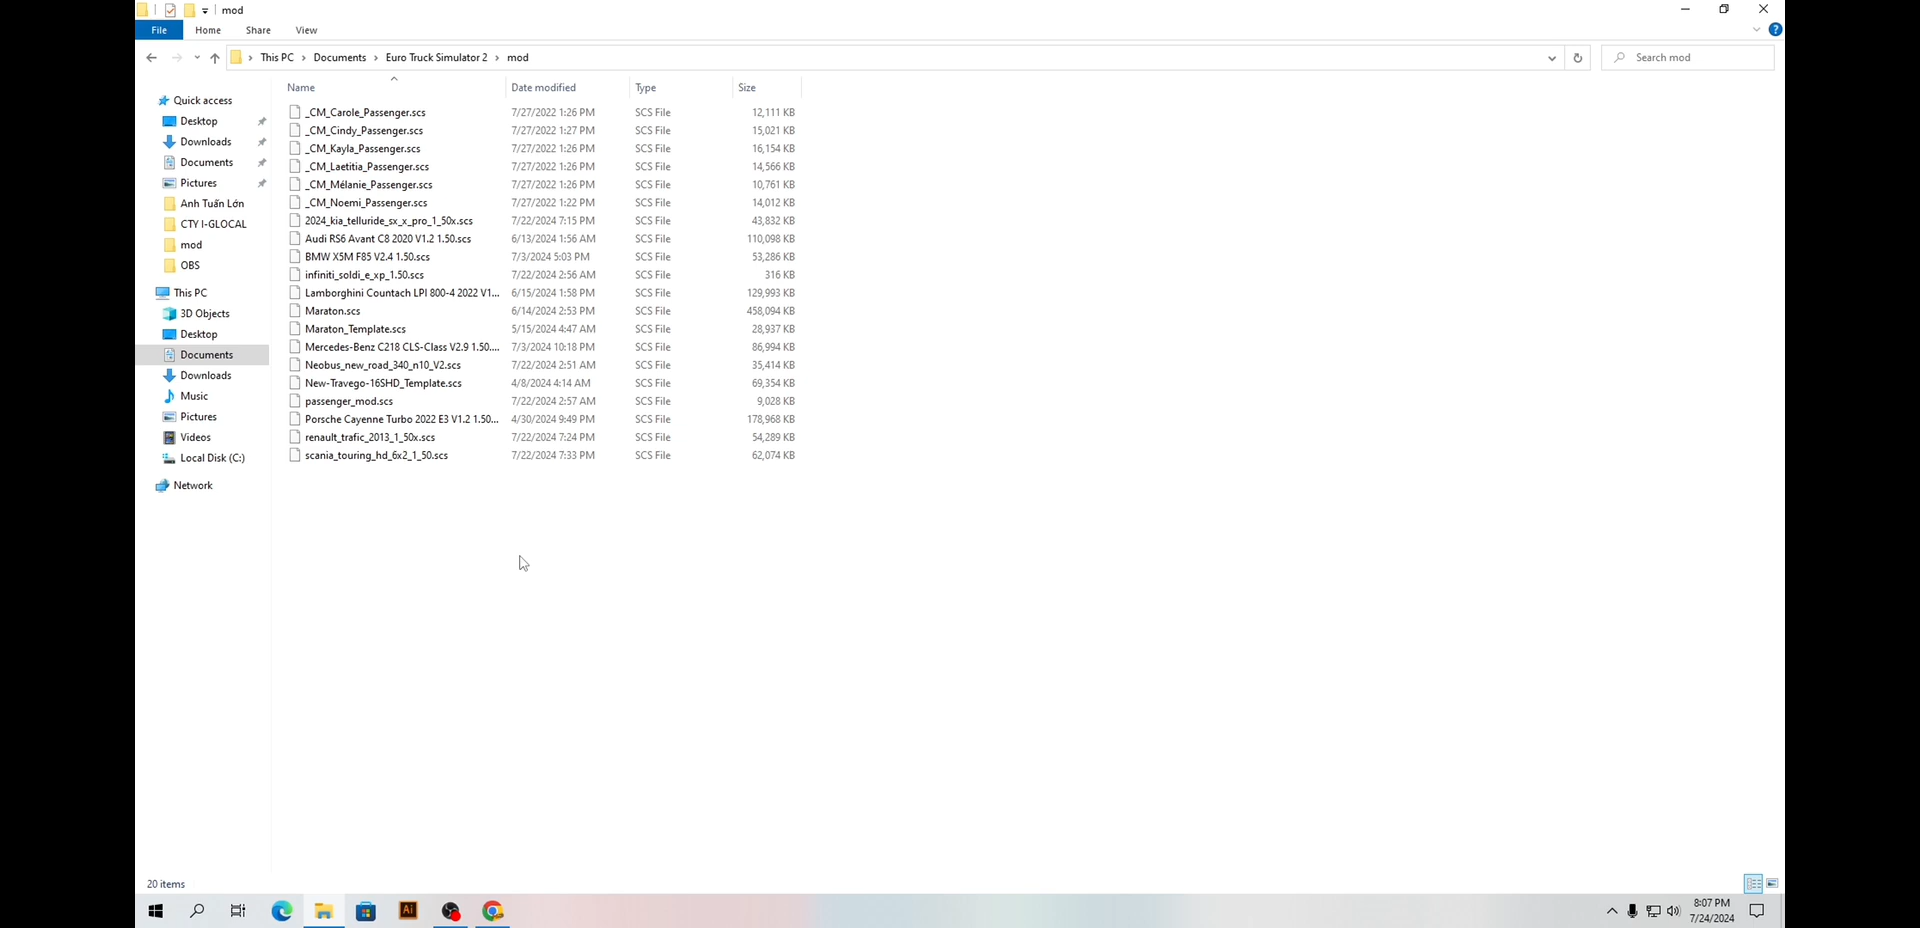 mod
File Home Share View
This PC Documents Euro Truck Simulator 2 mod Search mod
Name Date modified Type Size
Quick access
Desktop
Downloads
Documents
Pictures
Anh Tuấn Lớn
CTY I-GLOCAL
mod
OBS
This PC
3D Objects
Desktop
Documents
Downloads
Music
Pictures
Videos
Local Disk (C:)
Network
_CM_Carole_Passenger.scs 7/27/2022 1:26 PM SCS File 12,111 KB
_CM_Cindy_Passenger.scs 7/27/2022 1:27 PM SCS File 15,021 KB
_CM_Kayla_Passenger.scs 7/27/2022 1:26 PM SCS File 16,154 KB
_CM_Laetitia_Passenger.scs 7/27/2022 1:26 PM SCS File 14,566 KB
_CM_Mélanie_Passenger.scs 7/27/2022 1:26 PM SCS File 10,761 KB
_CM_Noemi_Passenger.scs 7/27/2022 1:22 PM SCS File 14,012 KB
2024_kia_telluride_sx_x_pro_1_50x.scs 7/22/2024 7:15 PM SCS File 43,832 KB
Audi RS6 Avant C8 2020 V1.2 1.50.scs 6/13/2024 1:56 AM SCS File 110,098 KB
BMW X5M F85 V2.4 1.50.scs 7/3/2024 5:03 PM SCS File 53,286 KB
infiniti_soldi_e_xp_1.50.scs 7/22/2024 2:56 AM SCS File 316 KB
Lamborghini Countach LPI 800-4 2022 V1... 6/15/2024 1:58 PM SCS File 129,993 KB
Maraton.scs 6/14/2024 2:53 PM SCS File 458,094 KB
Maraton_Template.scs 5/15/2024 4:47 AM SCS File 28,937 KB
Mercedes-Benz C218 CLS-Class V2.9 1.50.... 7/3/2024 10:18 PM SCS File 86,994 KB
Neobus_new_road_340_n10_V2.scs 7/22/2024 2:51 AM SCS File 35,414 KB
New-Travego-16SHD_Template.scs 4/8/2024 4:14 AM SCS File 69,354 KB
passenger_mod.scs 7/22/2024 2:57 AM SCS File 9,028 KB
Porsche Cayenne Turbo 2022 E3 V1.2 1.50... 4/30/2024 9:49 PM SCS File 178,968 KB
renault_trafic_2013_1_50x.scs 7/22/2024 7:24 PM SCS File 54,289 KB
scania_touring_hd_6x2_1_50.scs 7/22/2024 7:33 PM SCS File 62,074 KB
20 items
Ai
8:07 PM
7/24/2024